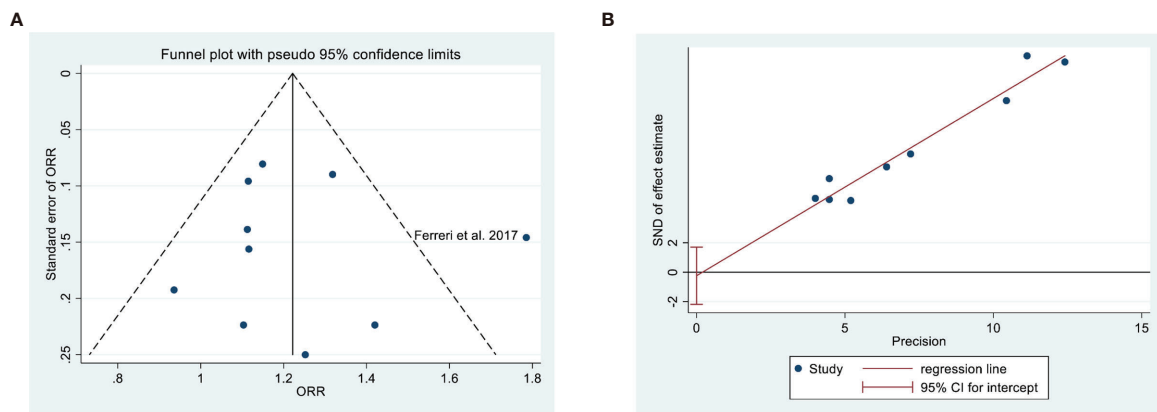 A
Funnel plot with pseudo 95% confidence limits
Standard error of ORR
0
.05
.1
.15
.2
.25
Ferreri et al. 2017
.8
1
1.2
1.4
1.6
1.8
ORR
B
SND of effect estimate
2
0
-2
0
5
10
15
Precision
Study
regression line
95% CI for intercept